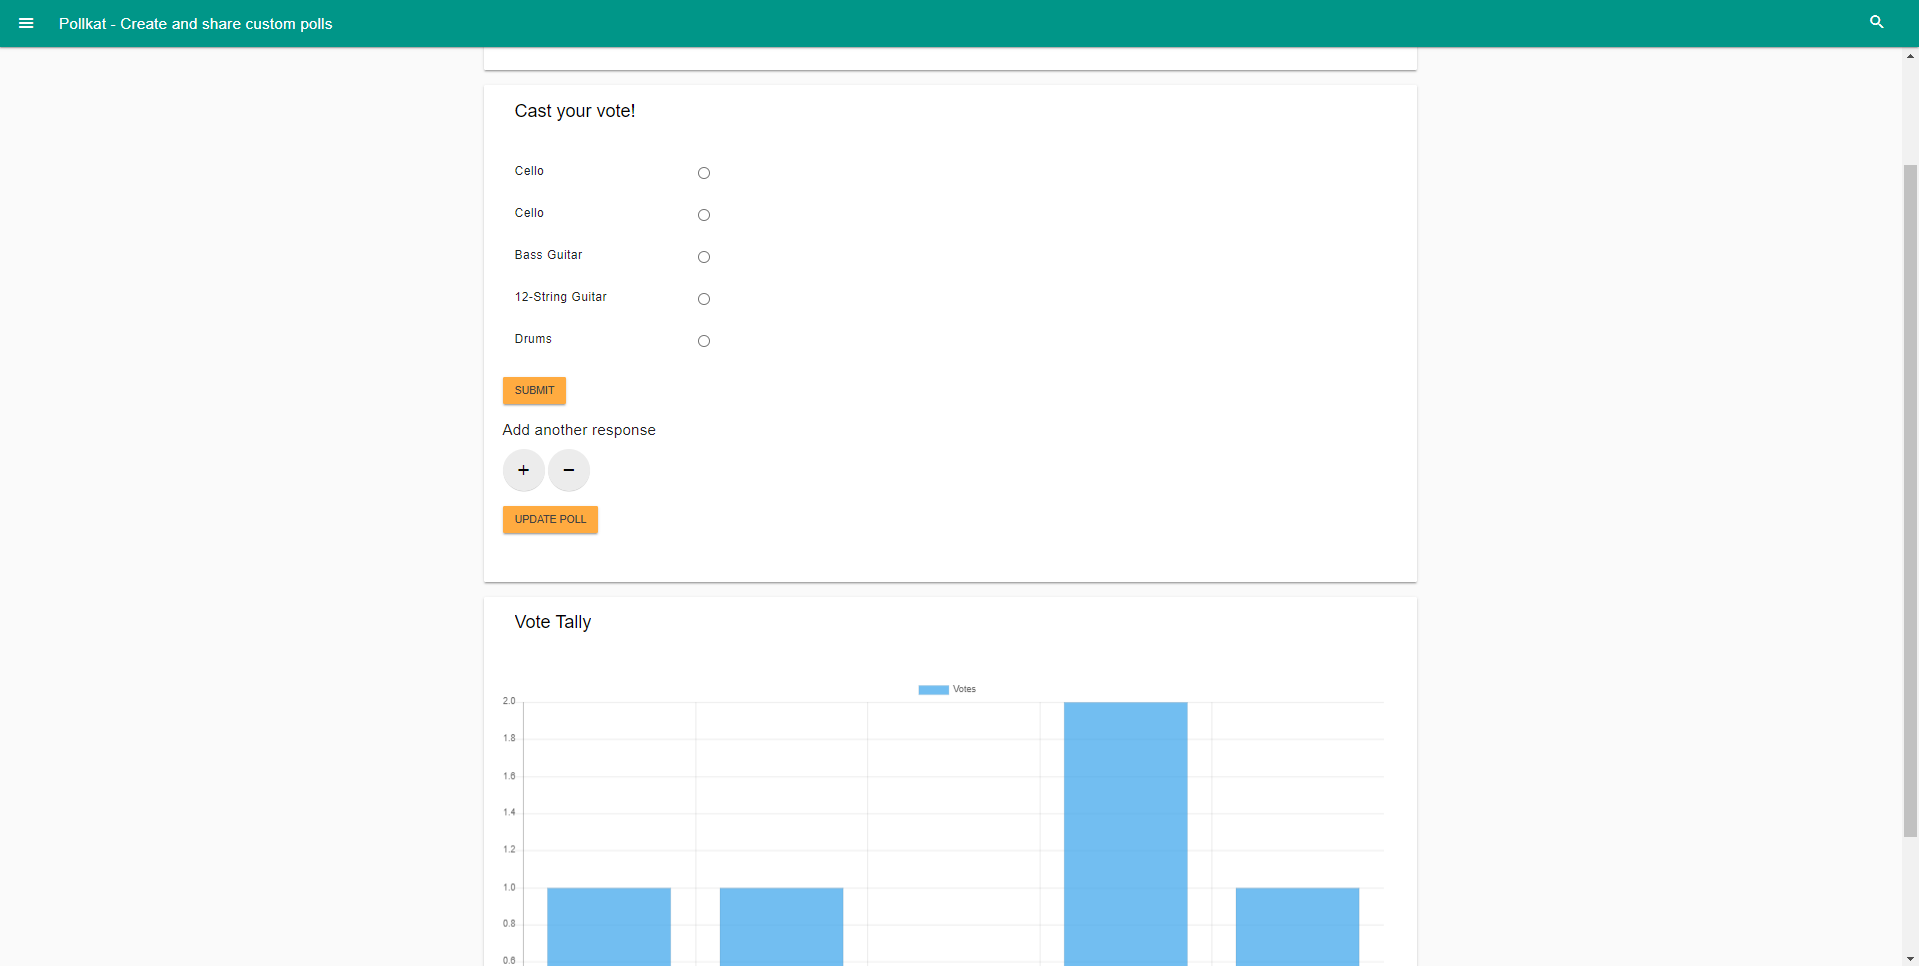 Pollkat - Create and share custom polls
Cast your vote!
Cello
Cello
Bass Guitar
12-String Guitar
Drums
SUBMIT
Add another response
+ −
UPDATE POLL
Vote Tally
Votes
2.0
1.8
1.6
1.4
1.2
1.0
0.8
0.6